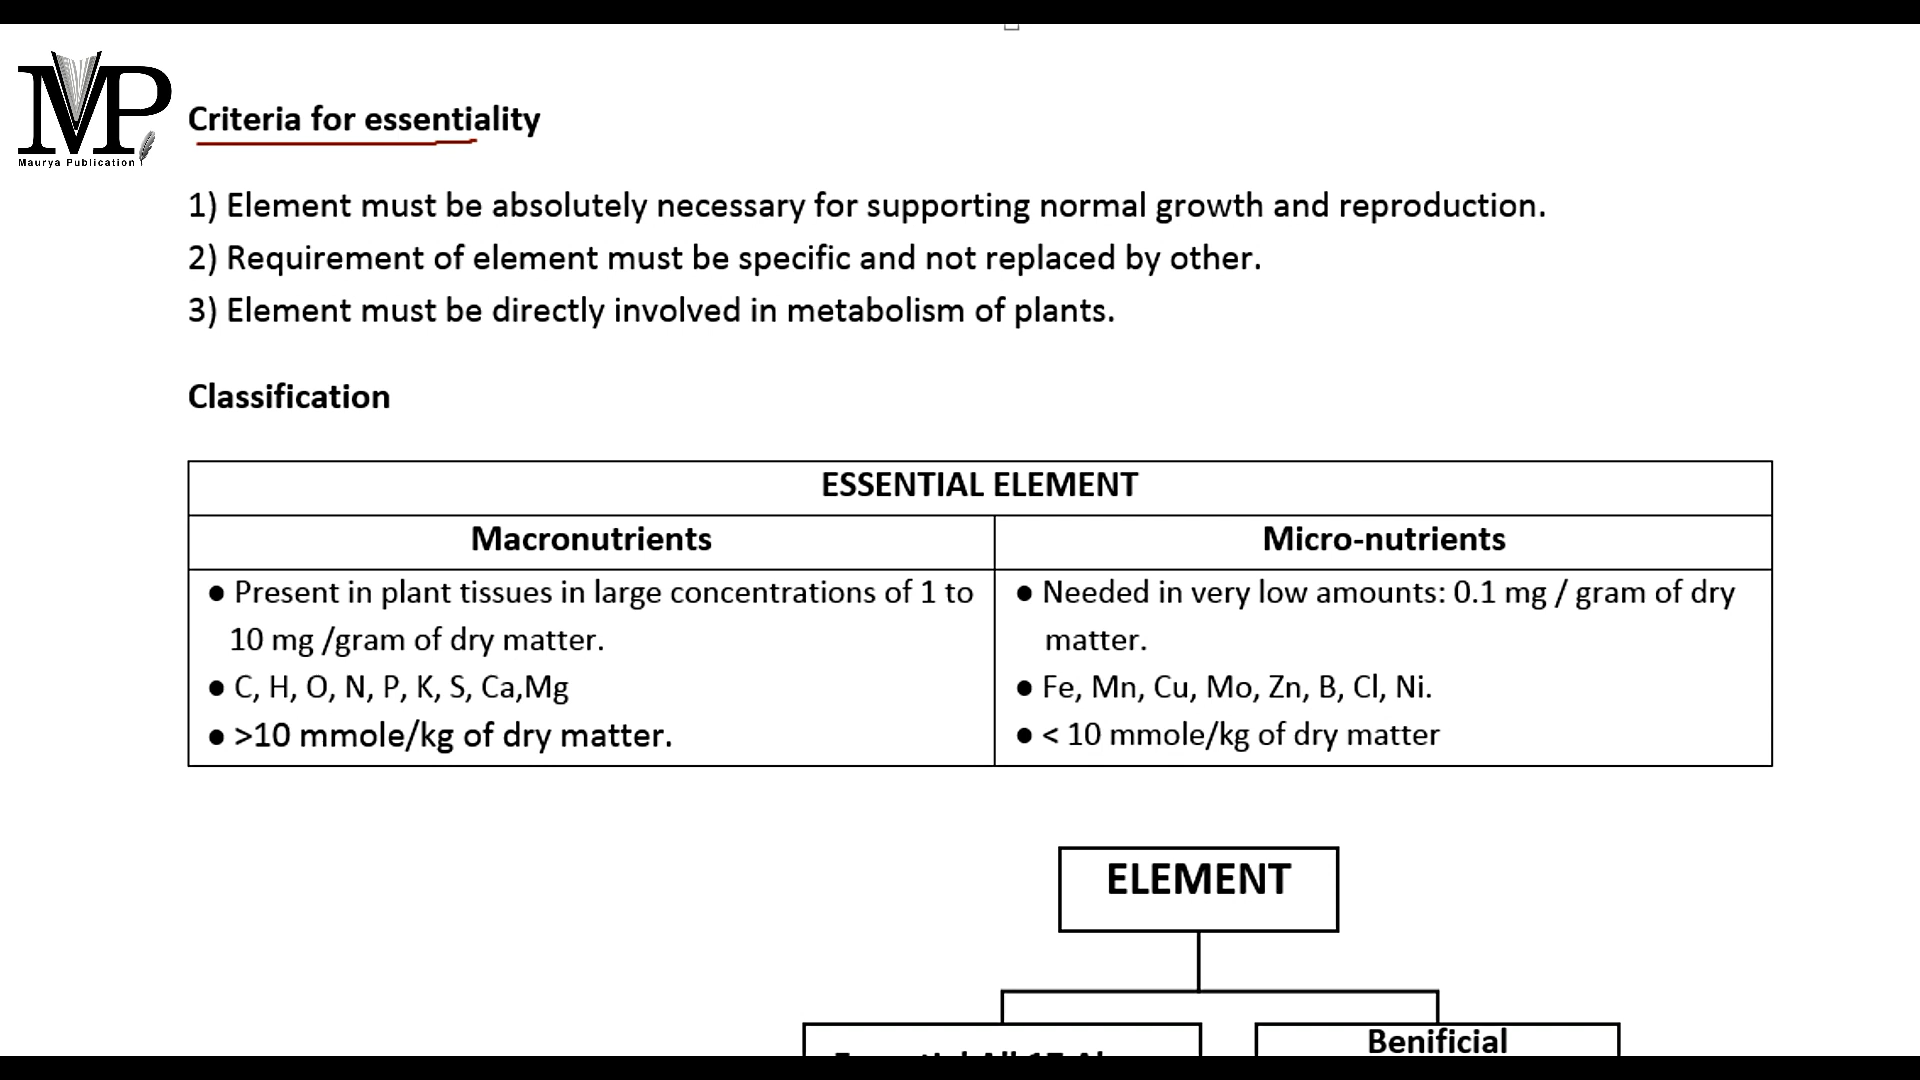 MP
Maurya Publication
Criteria for essentiality
1) Element must be absolutely necessary for supporting normal growth and reproduction.
2) Requirement of element must be specific and not replaced by other.
3) Element must be directly involved in metabolism of plants.
Classification
ESSENTIAL ELEMENT
Macronutrients
● Present in plant tissues in large concentrations of 1 to
10 mg /gram of dry matter.
● C, H, O, N, P, K, S, Ca,Mg
● >10 mmole/kg of dry matter.
Micro-nutrients
● Needed in very low amounts: 0.1 mg / gram of dry
matter.
● Fe, Mn, Cu, Mo, Zn, B, Cl, Ni.
● < 10 mmole/kg of dry matter
ELEMENT
Benificial